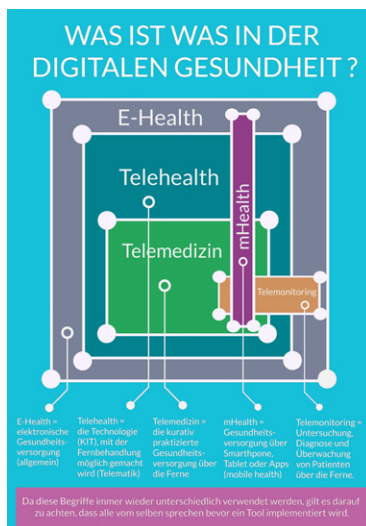 WAS IST WAS IN DER
DIGITALEN GESUNDHEIT ?
E-Health
Telehealth
mHealth
Telemedizin
Telemonitoring
E-Health =
elektronische
Gesundheits-
versorgung
(allgemein)
Telehealth =
die Technologie
(KIT), mit der
Fernbehandlung
möglich gemacht
wird (Telematik)
Telemedizin =
die kurativ
praktizierte
Gesundheits-
versorgung über
die Ferne
mHealth =
Gesundheits-
versorgung über
Smartphone,
Tablet oder Apps
(mobile health)
Telemonitoring =
Untersuchung,
Diagnose und
Überwachung
von Patienten
über die Ferne.
Da diese Begriffe immer wieder unterschiedlich verwendet werden, gilt es darauf
zu achten, dass alle vom selben sprechen bevor ein Tool implementiert wird.